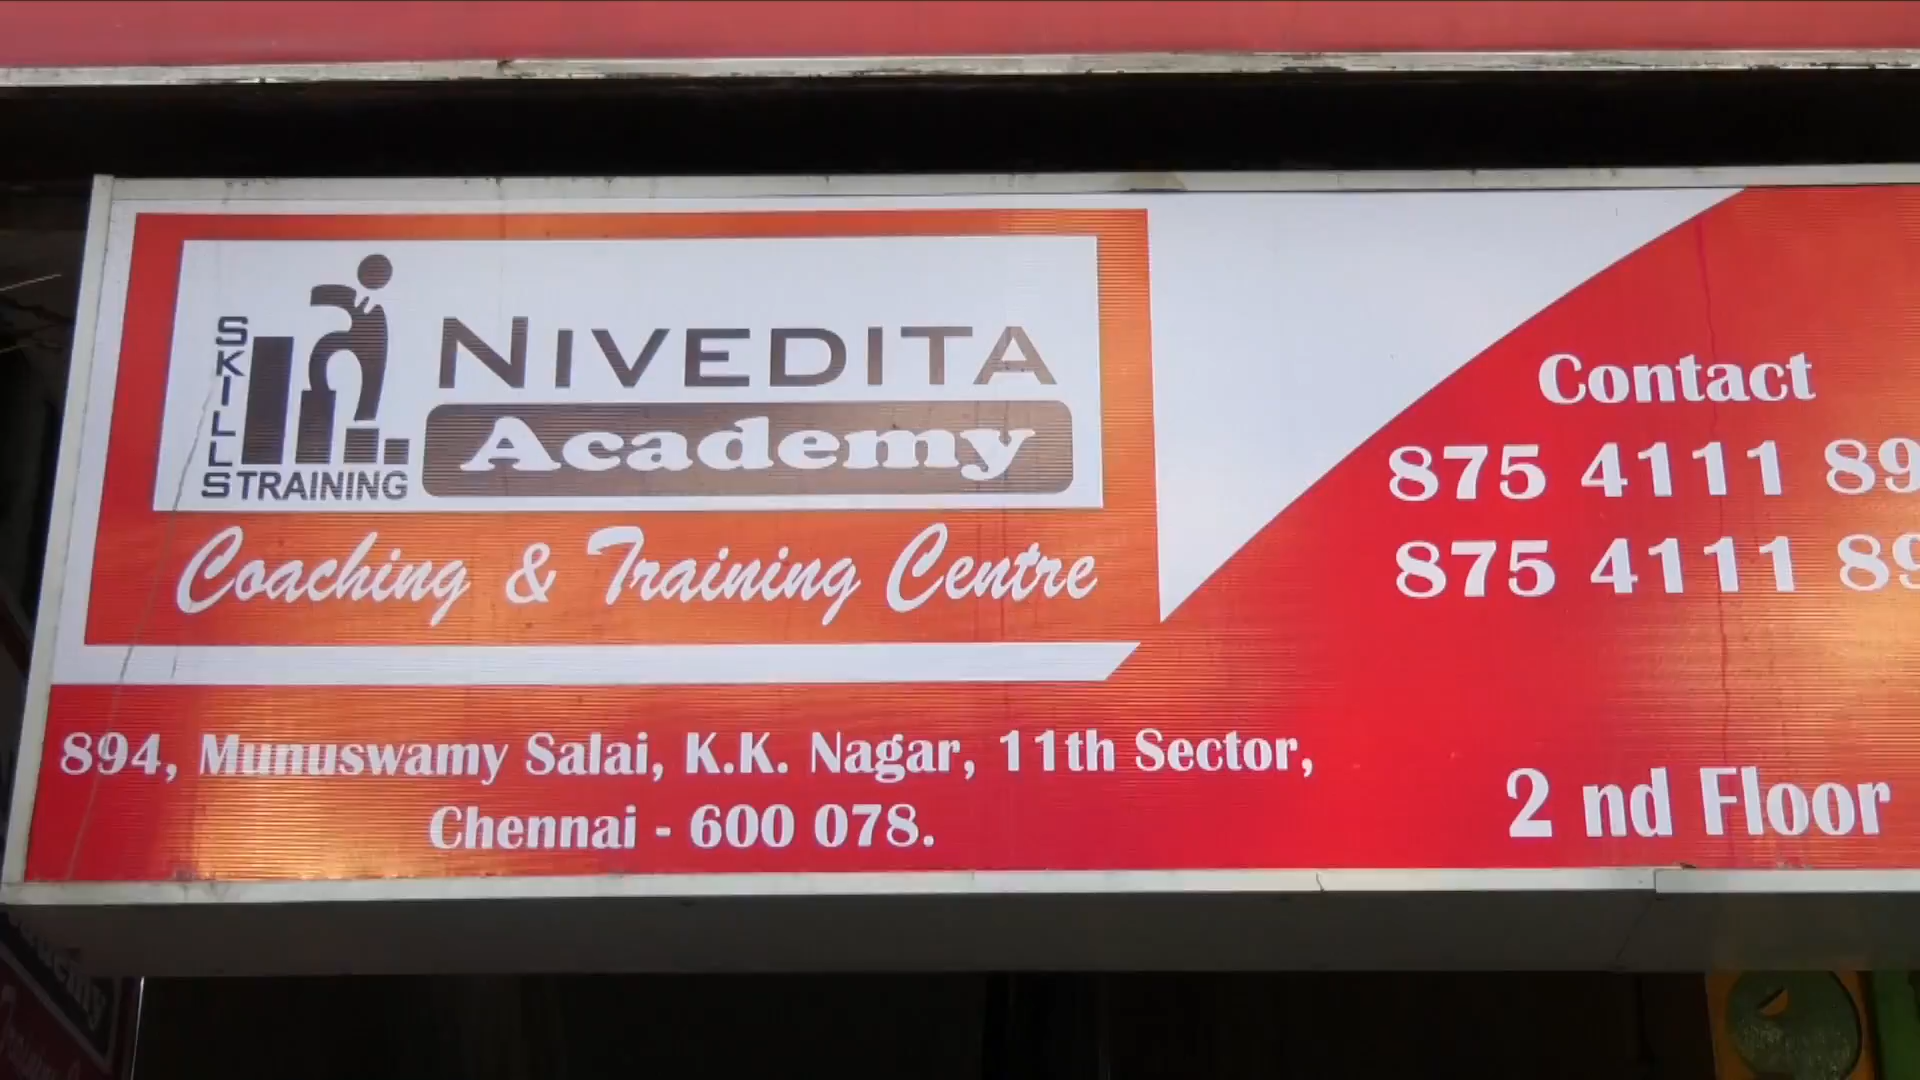 SKILLS
TRAINING
NIVEDITA
Academy
Coaching & Training Centre
894, Munuswamy Salai, K.K. Nagar, 11th Sector,
Chennai - 600 078.
Contact
875 4111 89
875 4111 89
2 nd Floor